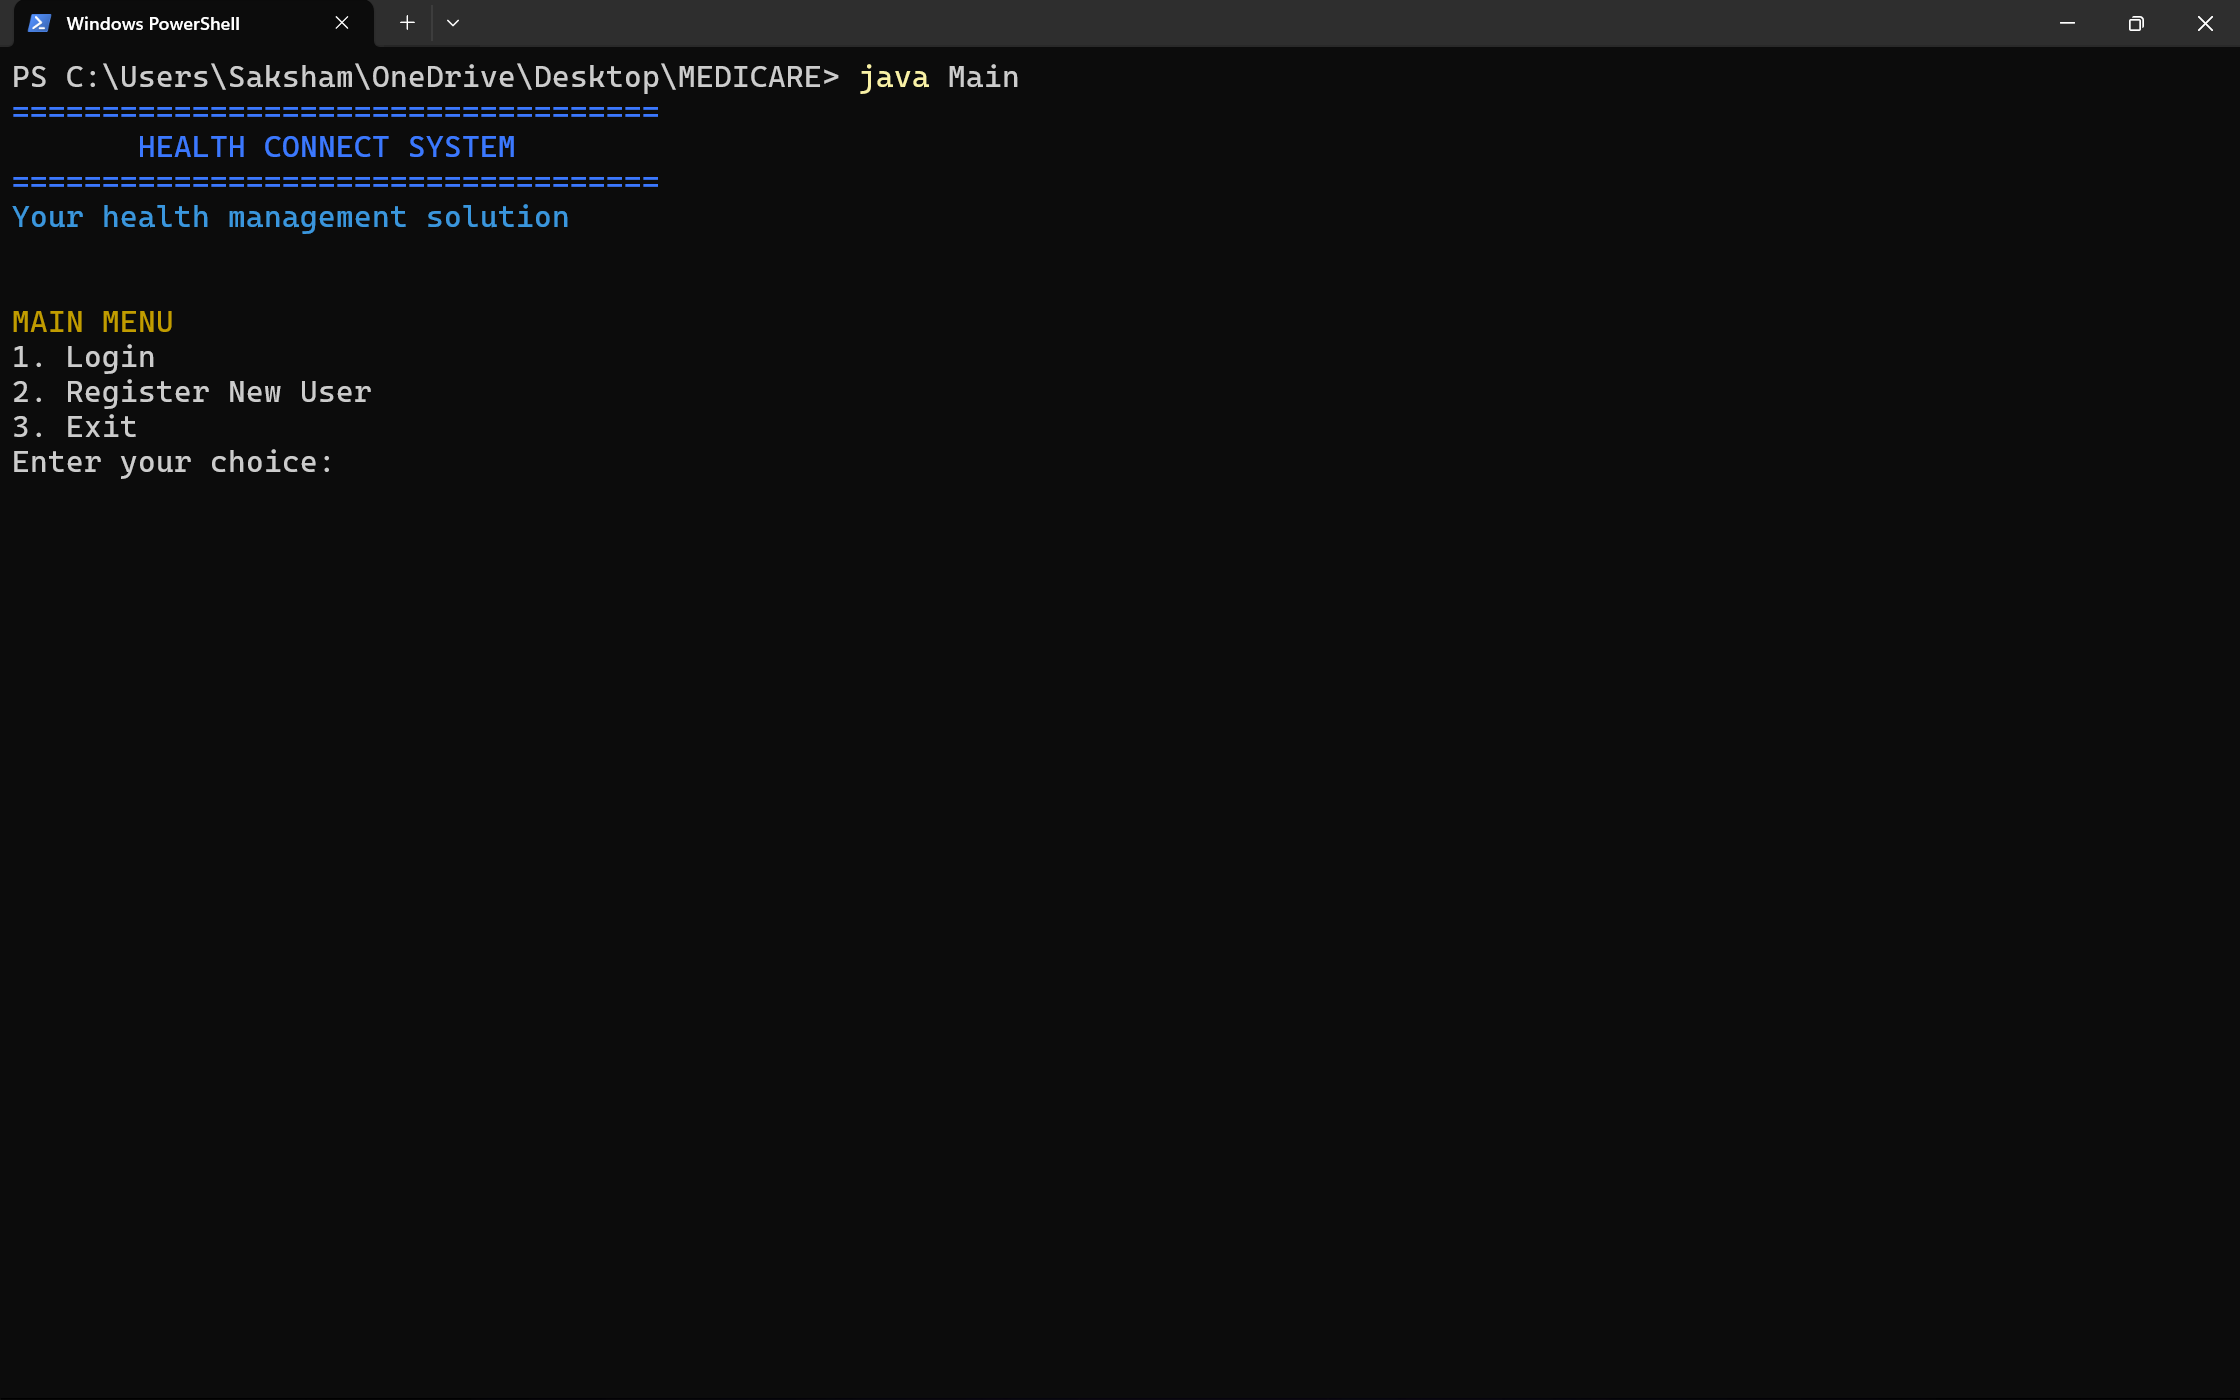 Windows PowerShell
PS C:\Users\Saksham\OneDrive\Desktop\MEDICARE> java Main
====================================
       HEALTH CONNECT SYSTEM
====================================
Your health management solution
MAIN MENU
1. Login
2. Register New User
3. Exit
Enter your choice: